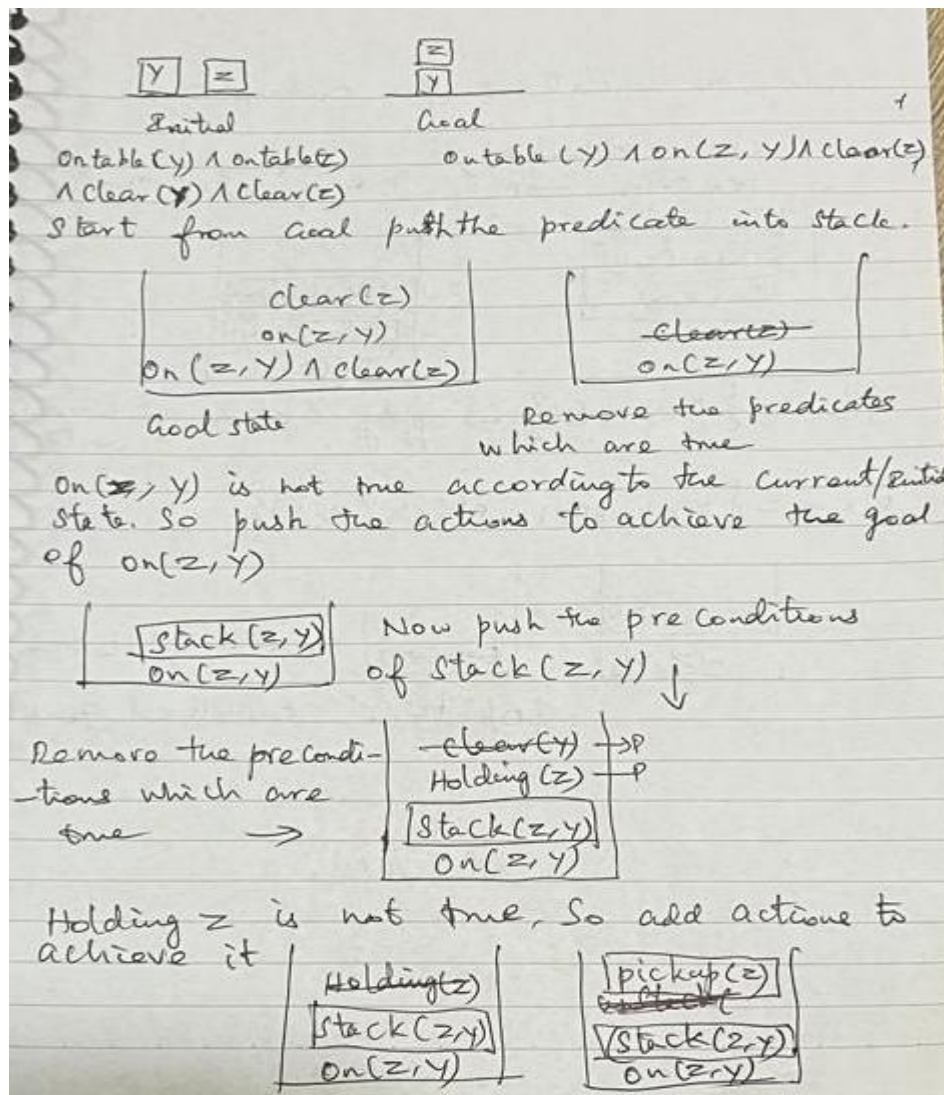 Y Z
Z
Y
Initial Goal
Ontable(Y) ∧ ontable(Z) ontable(Y) ∧ on(Z, Y) ∧ Clear(Z)
∧ Clear(Y) ∧ Clear(Z)
Start from Goal push the predicate into stack.
Clear(Z)
on(Z, Y) Clear(Z)
on(Z, Y) ∧ clear(Z) on(Z, Y)
Goal state Remove the predicates
which are true
On(Z, Y) is not true according to the current/Initia
state. So push the actions to achieve the goal
of on(Z, Y)
Stack(Z, Y) Now push the preconditions
on(Z, Y) of Stack(Z, Y) ↓
Remove the precondi- clear(Y) → P
-tions which are Holding(Z) → P
true → Stack(Z, Y)
On(Z, Y)
Holding Z is not true, So add actions to
achieve it
Holding(Z) pickup(Z)
Stack(Z, Y) Stack(Z, Y)
on(Z, Y) on(Z, Y)